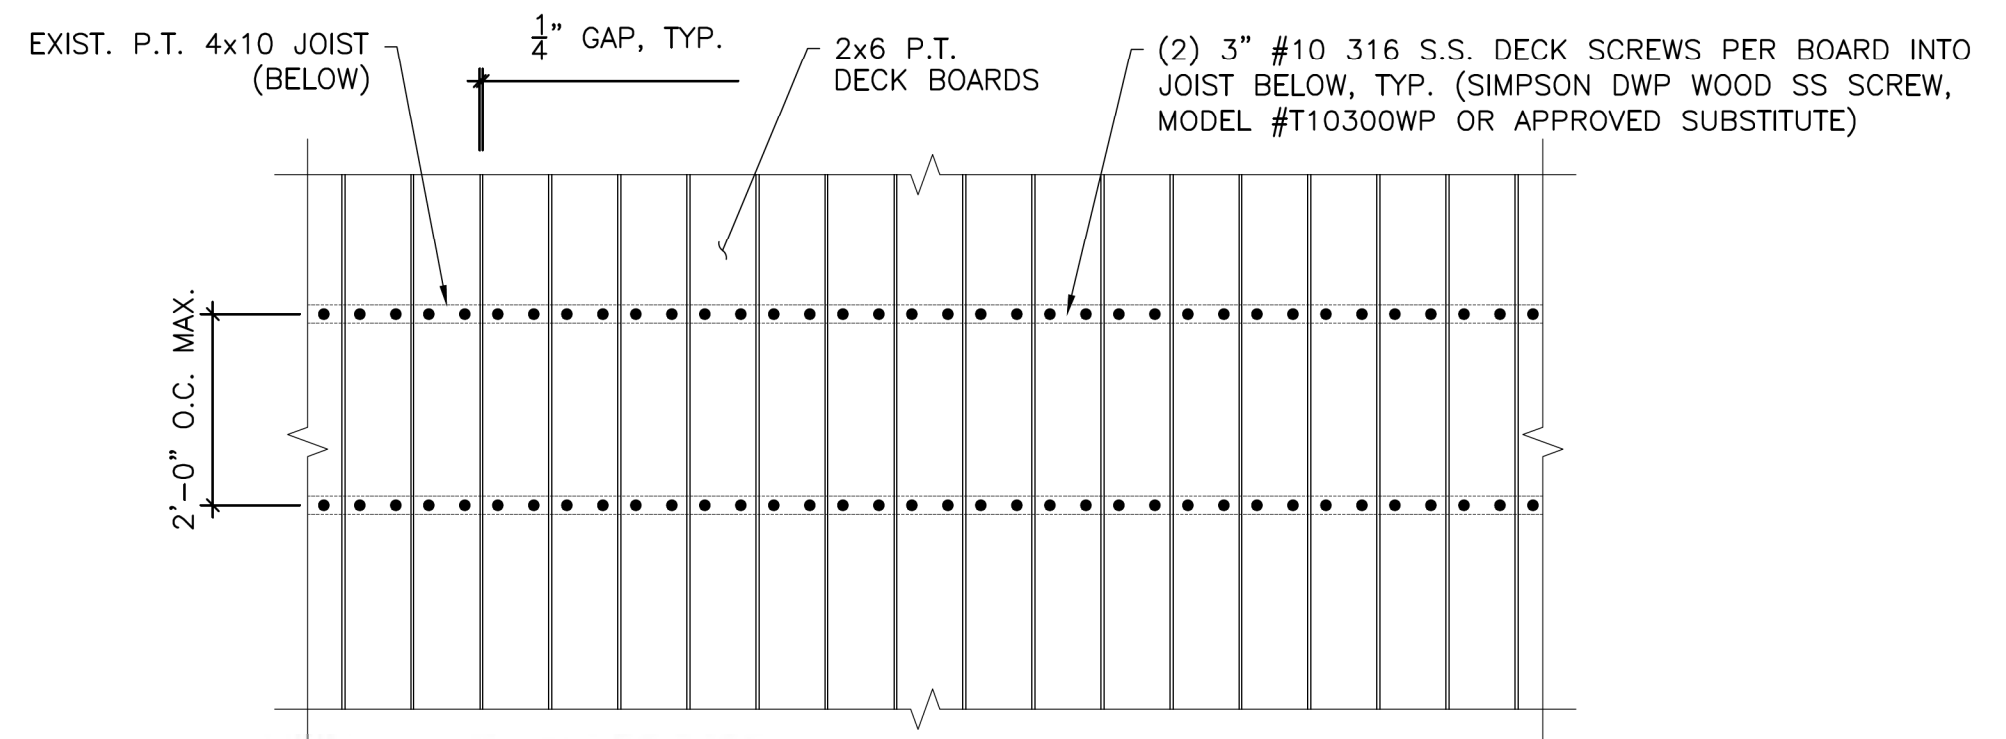 EXIST. P.T. 4x10 JOIST
(BELOW)
1/4" GAP, TYP.
2x6 P.T.
DECK BOARDS
(2) 3" #10 316 S.S. DECK SCREWS PER BOARD INTO
JOIST BELOW, TYP. (SIMPSON DWP WOOD SS SCREW,
MODEL #T10300WP OR APPROVED SUBSTITUTE)
2'-0" O.C. MAX.